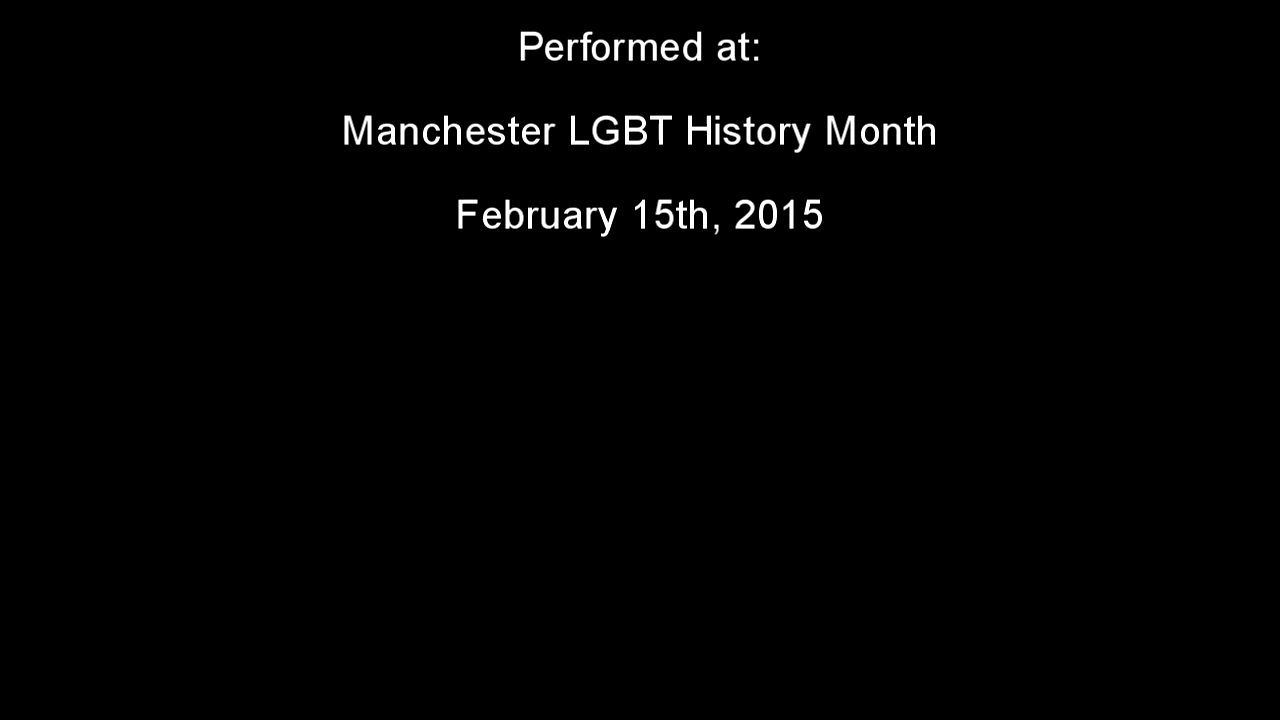 Performed at:
Manchester LGBT History Month
February 15th, 2015